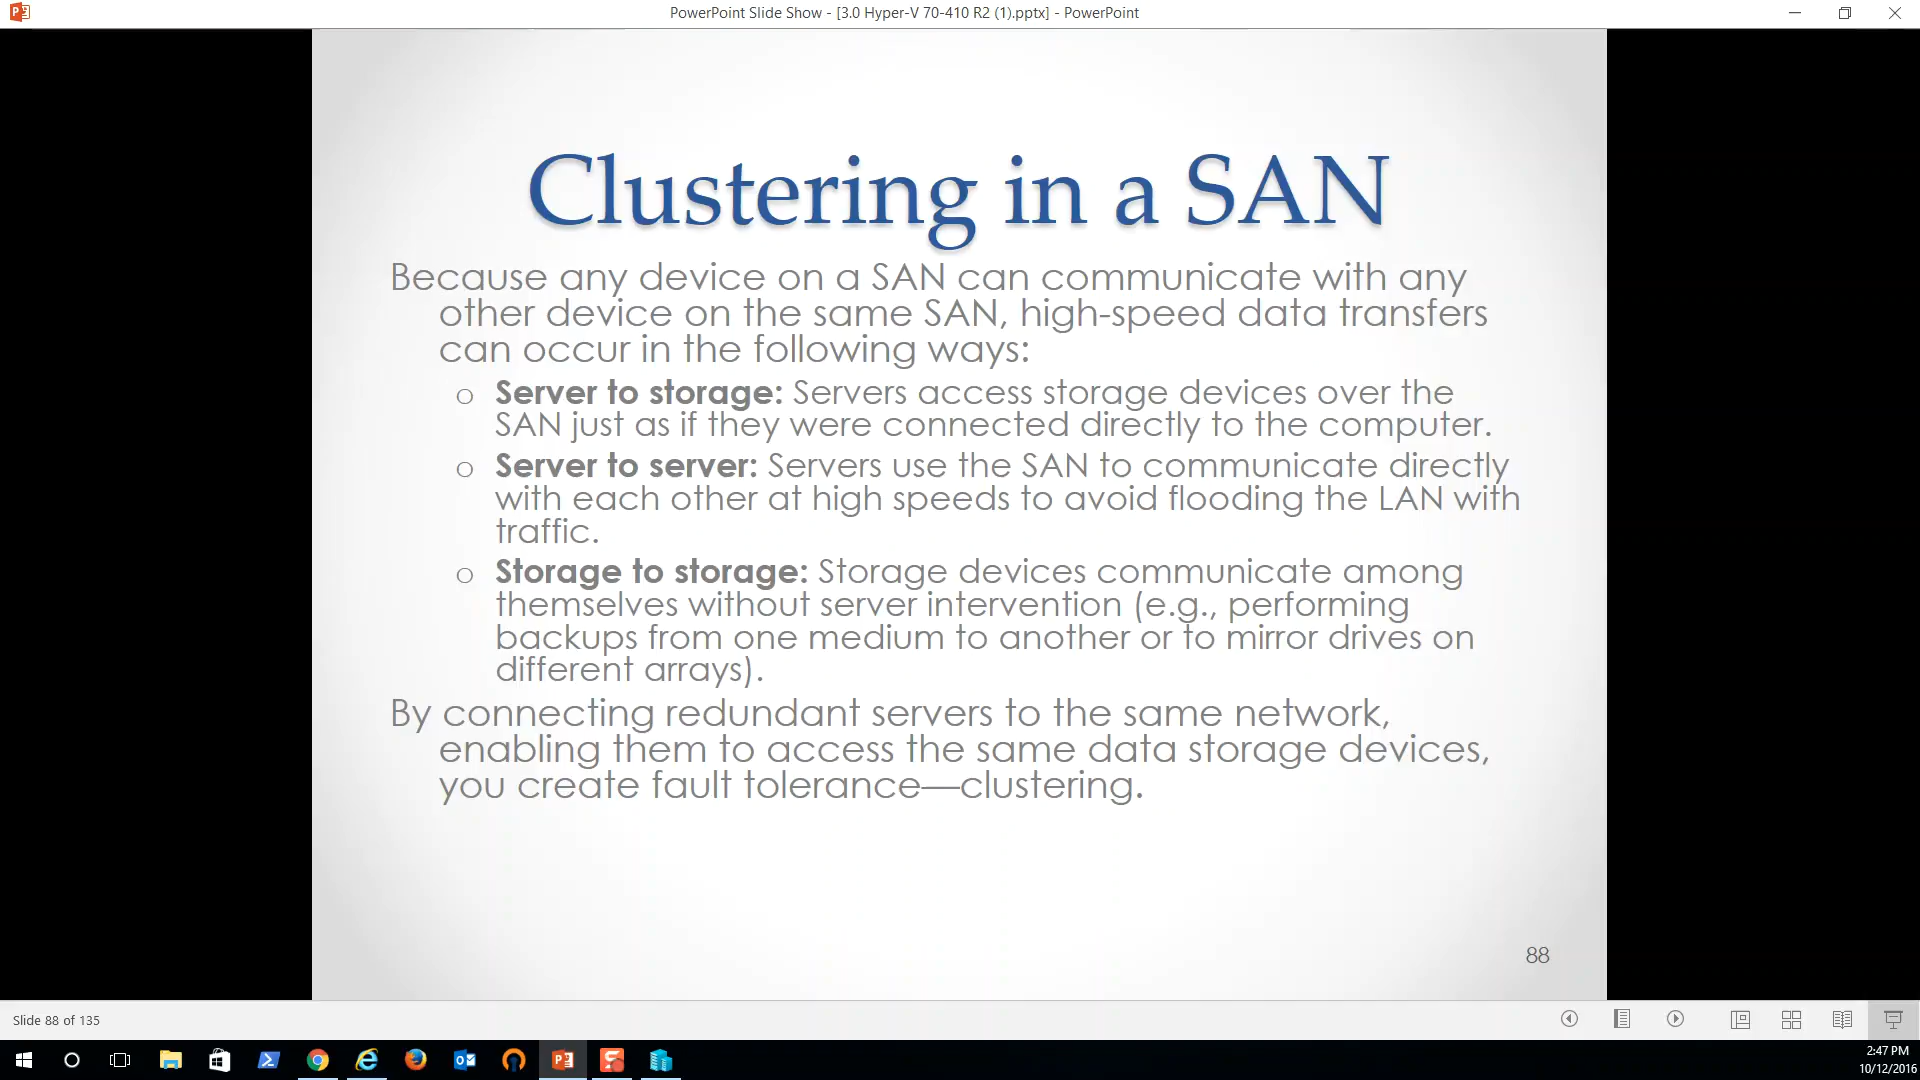 PowerPoint Slide Show - [3.0 Hyper-V 70-410 R2 (1).pptx] - PowerPoint
Clustering in a SAN
Because any device on a SAN can communicate with any
other device on the same SAN, high-speed data transfers
can occur in the following ways:
o Server to storage: Servers access storage devices over the
SAN just as if they were connected directly to the computer.
o Server to server: Servers use the SAN to communicate directly
with each other at high speeds to avoid flooding the LAN with
traffic.
o Storage to storage: Storage devices communicate among
themselves without server intervention (e.g., performing
backups from one medium to another or to mirror drives on
different arrays).
By connecting redundant servers to the same network,
enabling them to access the same data storage devices,
you create fault tolerance—clustering.
88
Slide 88 of 135
2:47 PM
10/12/2016